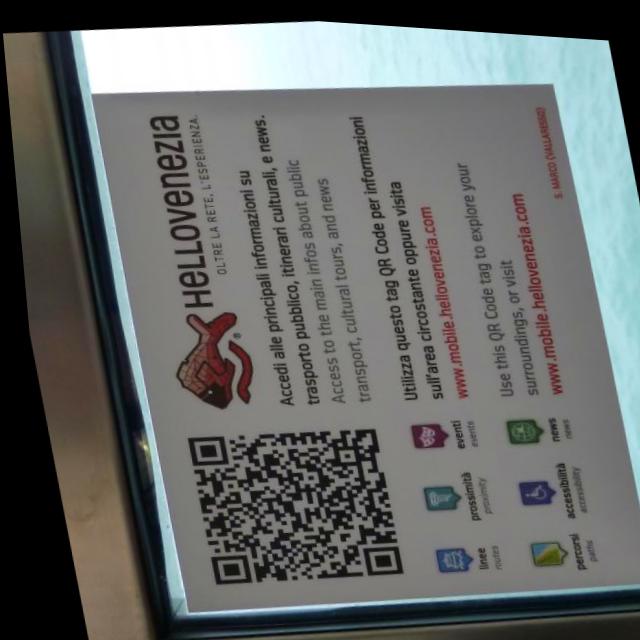 HELLOVENEZIA
OLTRE LA RETE, L'ESPERIENZA.
Accedi alle principali informazioni su
trasporto pubblico, itinerari culturali, e news.
Access to the main infos about public
transport, cultural tours, and news
Utilizza questo tag QR Code per informazioni
sull'area circostante oppure visita
www.mobile.hellovenezia.com
Use this QR Code tag to explore your
surroundings, or visit
www.mobile.hellovenezia.com
linee
routes
prossimità
proximity
eventi
events
percorsi
paths
accessibilità
accessibility
news
news
S. MARCO (VALLARESSO)